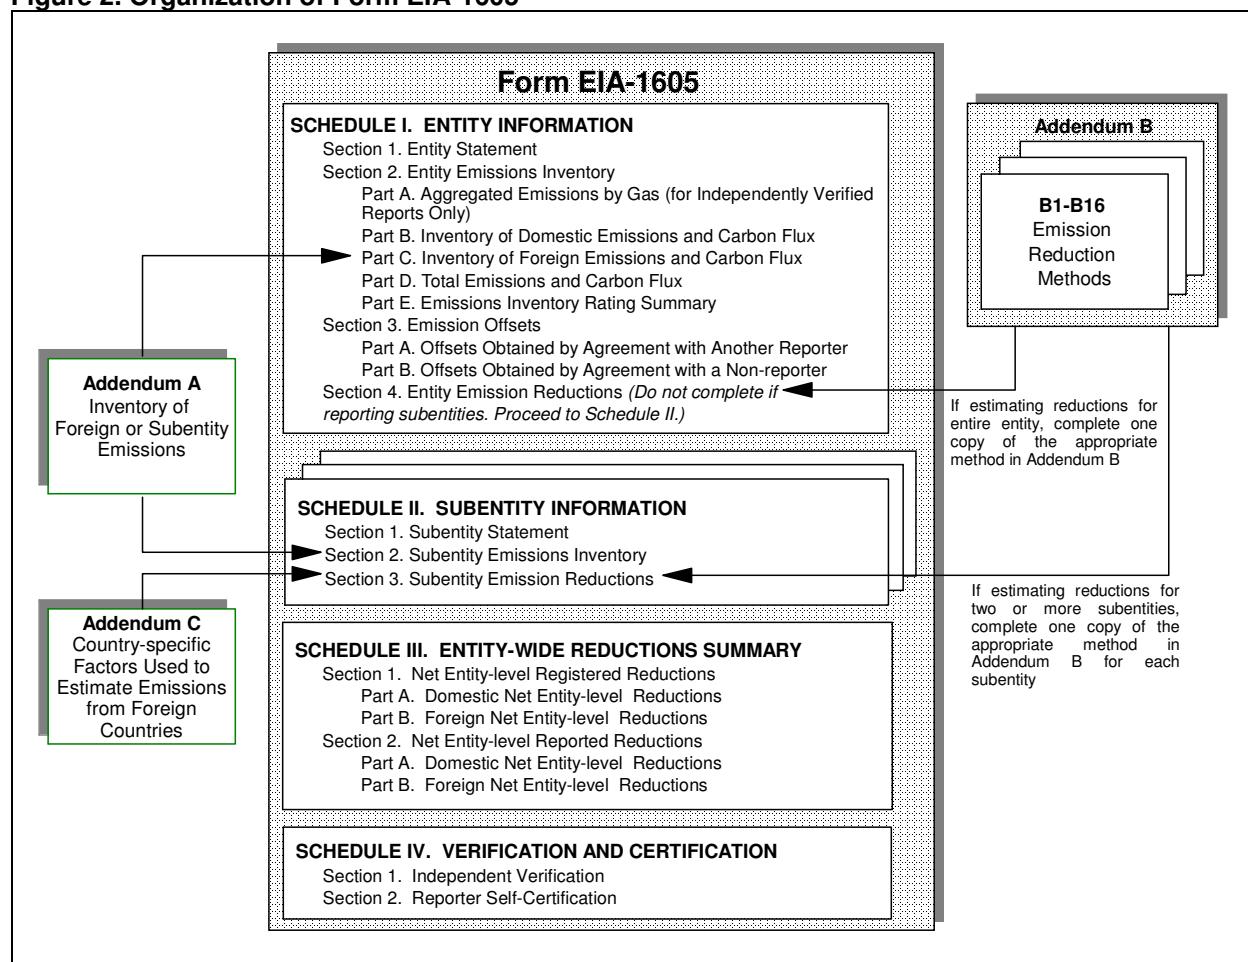 Figure 2. Organization of Form EIA-1605
Form EIA-1605
SCHEDULE I. ENTITY INFORMATION
Section 1. Entity Statement
Section 2. Entity Emissions Inventory
Part A. Aggregated Emissions by Gas (for Independently Verified
Reports Only)
Part B. Inventory of Domestic Emissions and Carbon Flux
Part C. Inventory of Foreign Emissions and Carbon Flux
Part D. Total Emissions and Carbon Flux
Part E. Emissions Inventory Rating Summary
Section 3. Emission Offsets
Part A. Offsets Obtained by Agreement with Another Reporter
Part B. Offsets Obtained by Agreement with a Non-reporter
Section 4. Entity Emission Reductions (Do not complete if
reporting subentities. Proceed to Schedule II.)
Addendum B
B1-B16
Emission
Reduction
Methods
If estimating reductions for
entire entity, complete one
copy of the appropriate
method in Addendum B
Addendum A
Inventory of
Foreign or Subentity
Emissions
SCHEDULE II. SUBENTITY INFORMATION
Section 1. Subentity Statement
Section 2. Subentity Emissions Inventory
Section 3. Subentity Emission Reductions
If estimating reductions for
two or more subentities,
complete one copy of the
appropriate method in
Addendum B for each
subentity
Addendum C
Country-specific
Factors Used to
Estimate Emissions
from Foreign
Countries
SCHEDULE III. ENTITY-WIDE REDUCTIONS SUMMARY
Section 1. Net Entity-level Registered Reductions
Part A. Domestic Net Entity-level Reductions
Part B. Foreign Net Entity-level Reductions
Section 2. Net Entity-level Reported Reductions
Part A. Domestic Net Entity-level Reductions
Part B. Foreign Net Entity-level Reductions
SCHEDULE IV. VERIFICATION AND CERTIFICATION
Section 1. Independent Verification
Section 2. Reporter Self-Certification